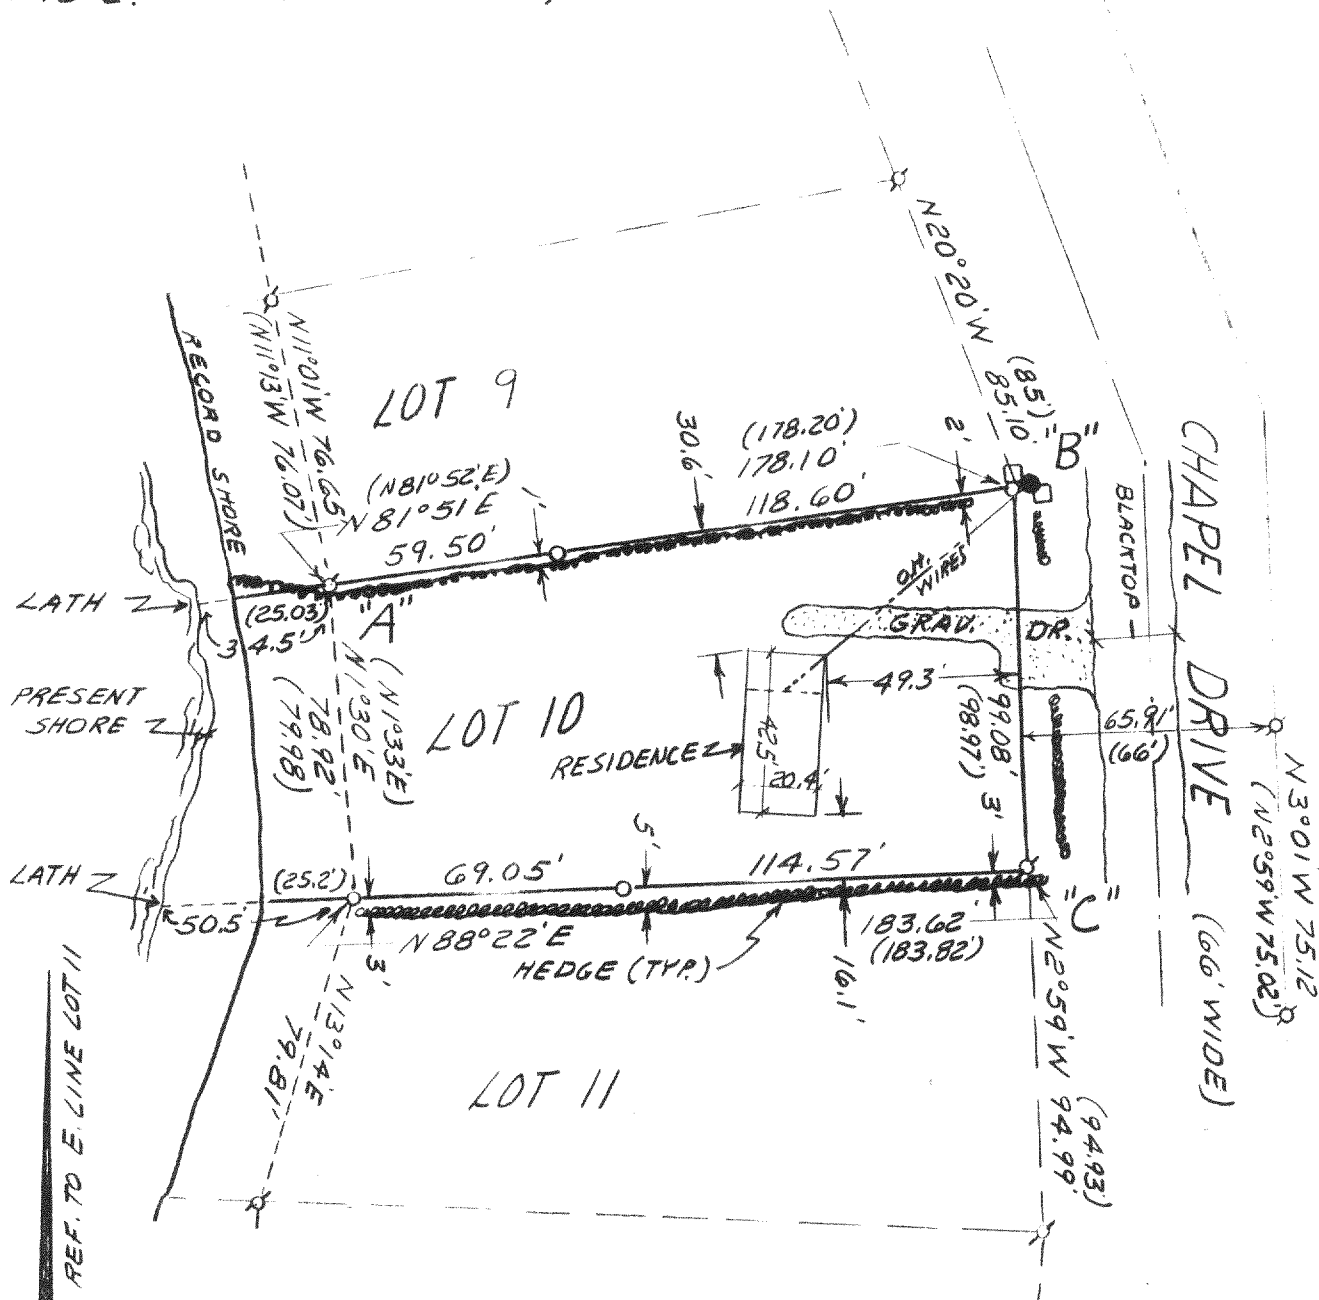 N20°20'W 85.10'
(85')
"B"
CHAPEL DRIVE (66' WIDE)
BLACKTOP
RECORD SHORE
N11°01'W 76.65
(N11°13'W 76.07)
LOT 9
30.6'
(178.20')
178.10'
118.60'
2'
(N81°52'E)
N81°51'E
59.50'
1'
LATH
(25.03')
34.5'
"A"
O.H.
WIRES
GRAD. DR.
PRESENT
SHORE
(N1°33'E)
N1°30'E
78.92'
(79.98)
LOT 10
RESIDENCE
42.5'
20.4'
49.3'
99.08'
(98.97')
3'
65.91'
(66')
N3°01'W 75.12
(N2°59'W 75.02')
LATH
(25.2')
50.5'
69.05'
5'
114.57'
"C"
N88°22'E
183.62'
(183.82')
HEDGE (TYP.)
3'
16.1'
N13°14'E
79.81'
N2°59'W 94.99'
(94.93)
LOT 11
REF. TO E. LINE LOT 11